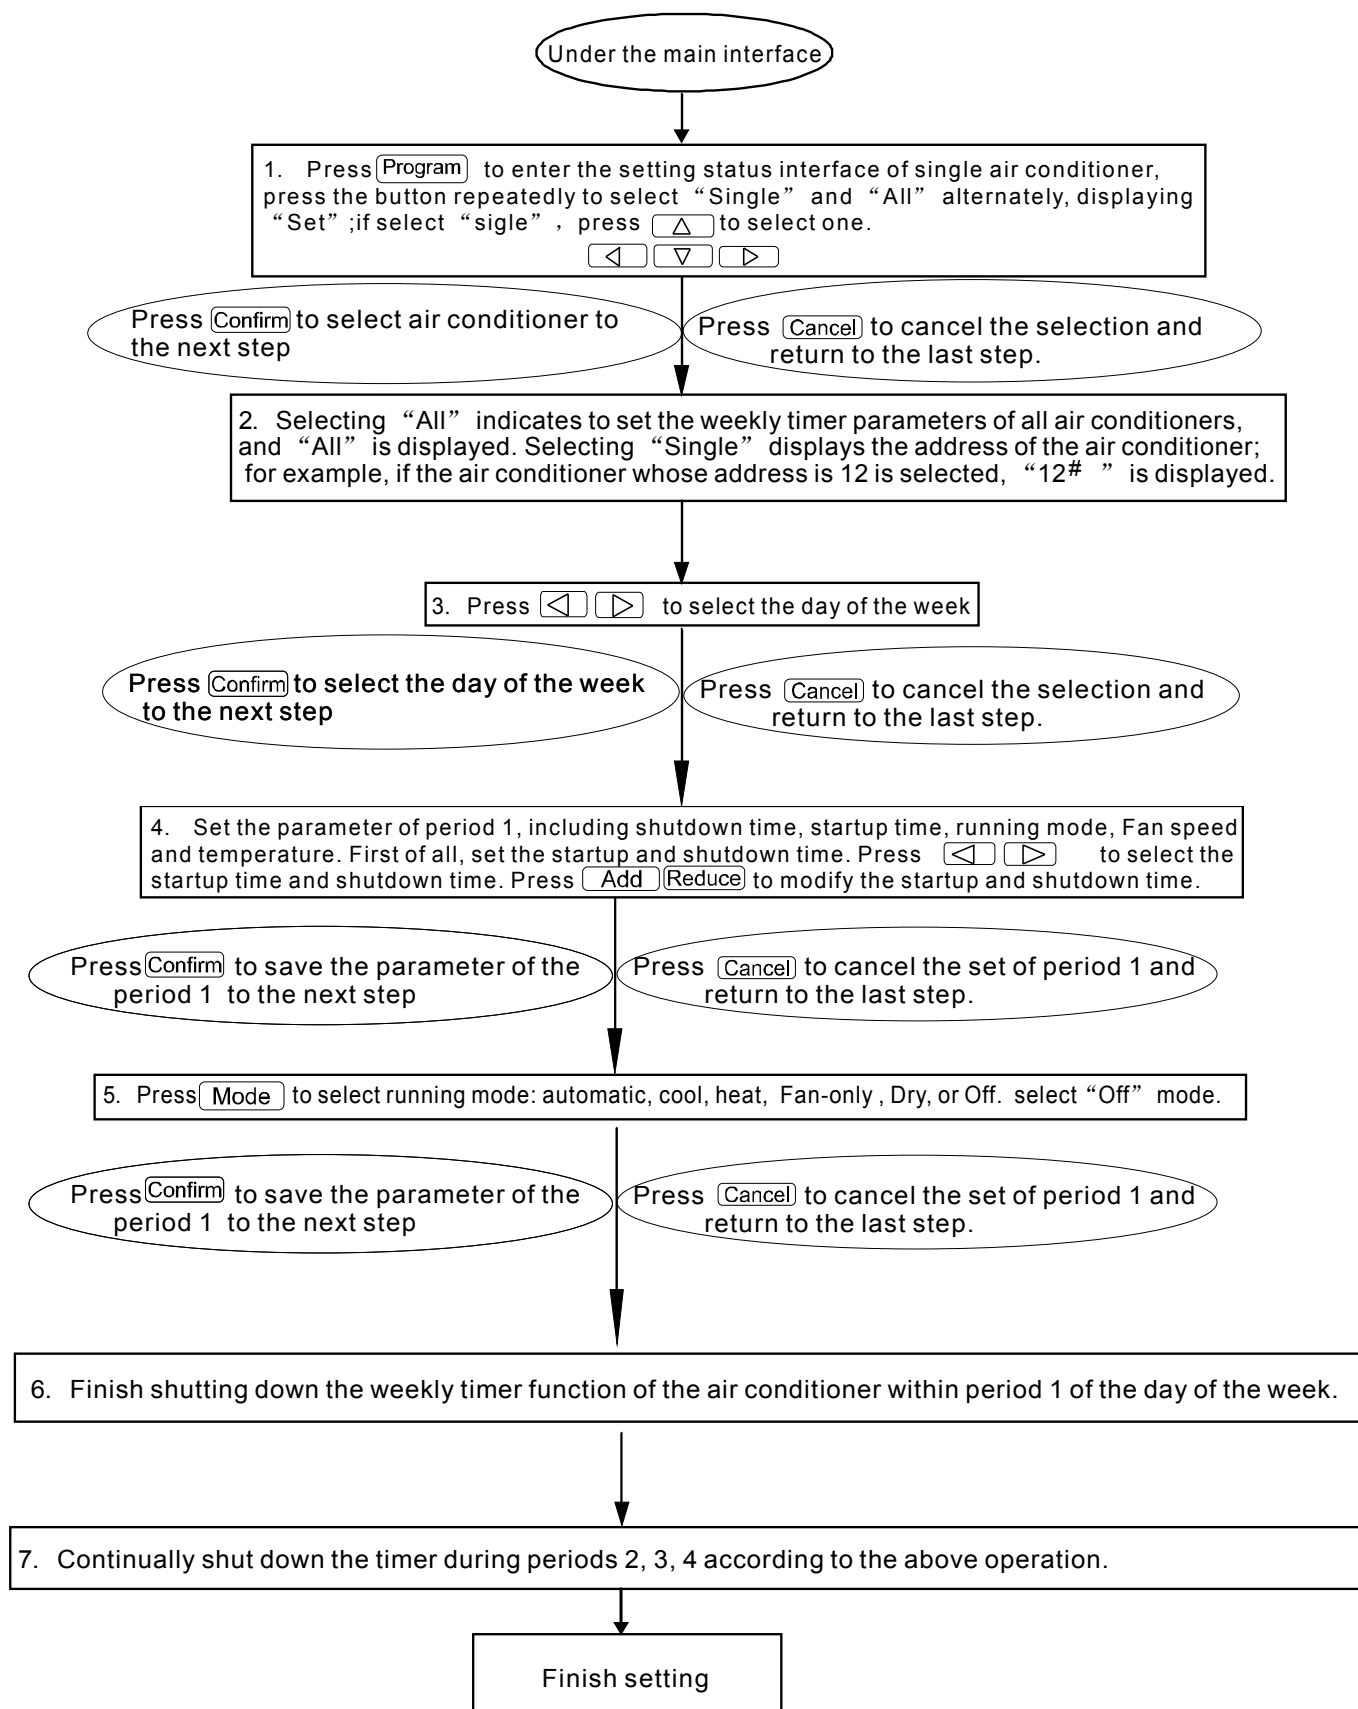 Under the main interface
1. Press Program to enter the setting status interface of single air conditioner,
press the button repeatedly to select “Single” and “All” alternately, displaying
“Set” ;if select “sigle” , press △ to select one.
◁ ▽ ▷
Press Confirm to select air conditioner to
the next step
Press Cancel to cancel the selection and
return to the last step.
2. Selecting “All” indicates to set the weekly timer parameters of all air conditioners,
and “All” is displayed. Selecting “Single” displays the address of the air conditioner;
for example, if the air conditioner whose address is 12 is selected, “12# ” is displayed.
3. Press ◁ ▷ to select the day of the week
Press Confirm to select the day of the week
to the next step
Press Cancel to cancel the selection and
return to the last step.
4. Set the parameter of period 1, including shutdown time, startup time, running mode, Fan speed
and temperature. First of all, set the startup and shutdown time. Press ◁ ▷ to select the
startup time and shutdown time. Press Add Reduce to modify the startup and shutdown time.
Press Confirm to save the parameter of the
period 1 to the next step
Press Cancel to cancel the set of period 1 and
return to the last step.
5. Press Mode to select running mode: automatic, cool, heat, Fan-only , Dry, or Off. select “Off” mode.
Press Confirm to save the parameter of the
period 1 to the next step
Press Cancel to cancel the set of period 1 and
return to the last step.
6. Finish shutting down the weekly timer function of the air conditioner within period 1 of the day of the week.
7. Continually shut down the timer during periods 2, 3, 4 according to the above operation.
Finish setting